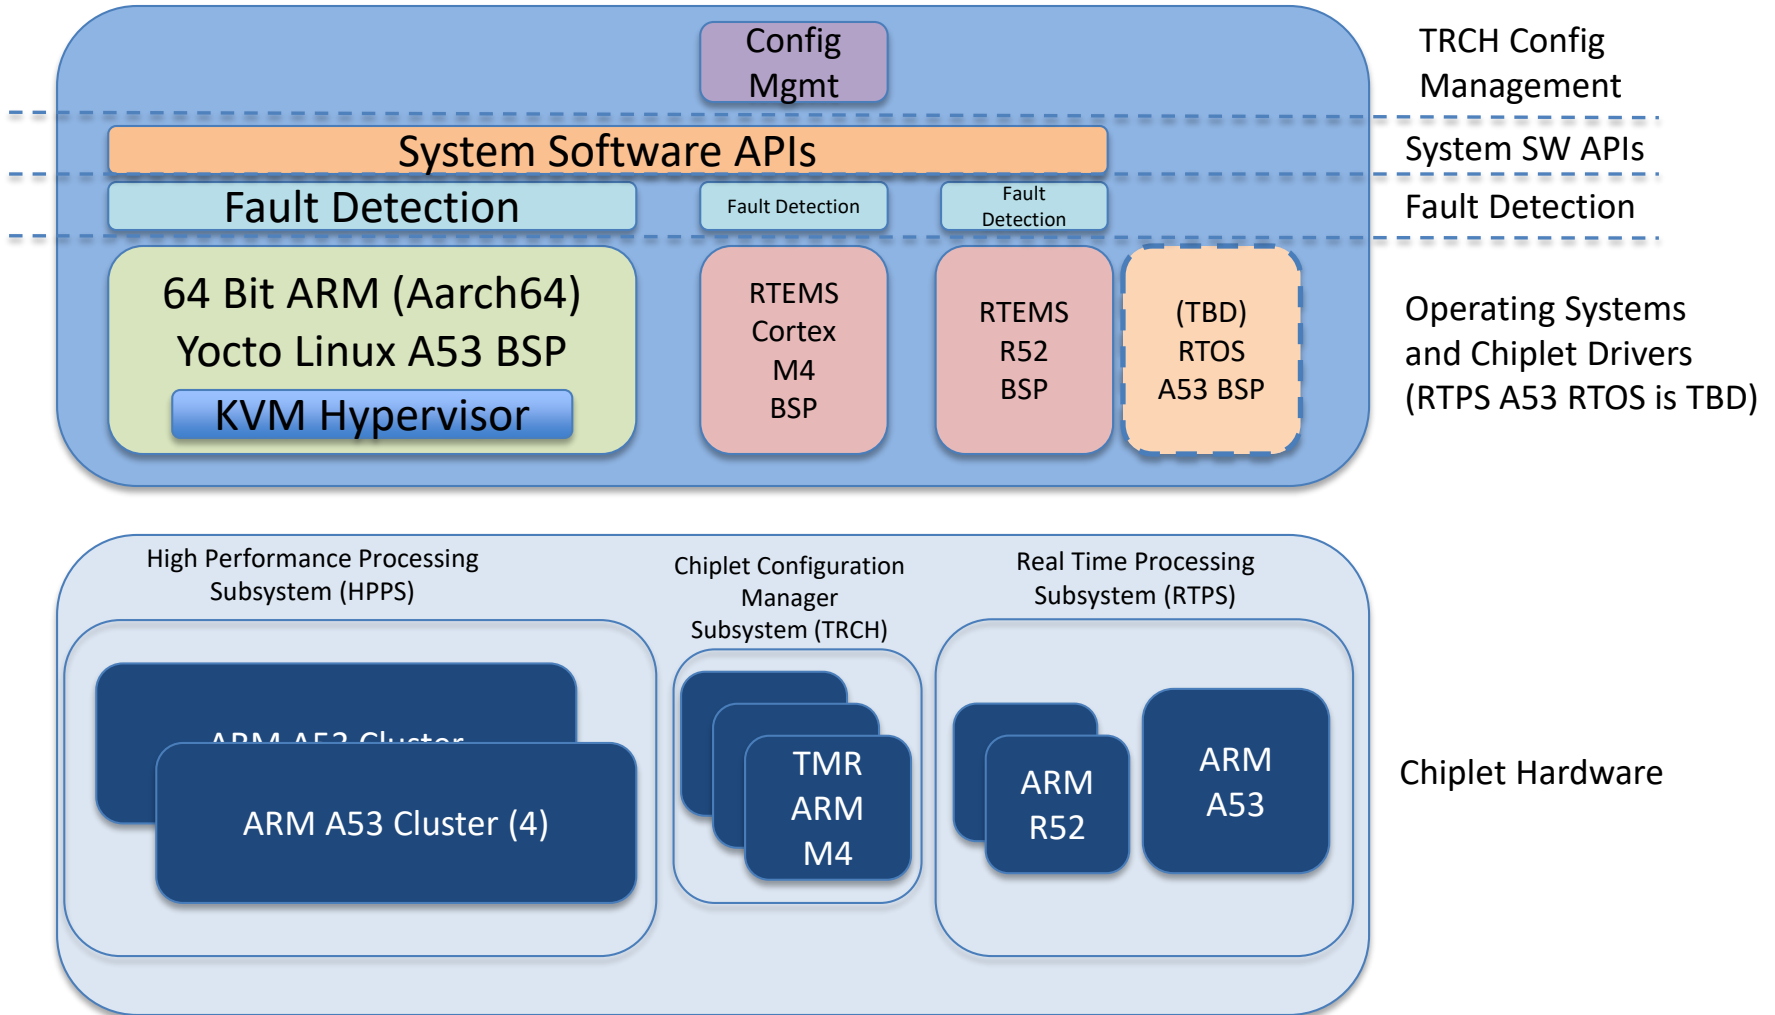 Config
Mgmt
TRCH Config
Management
System Software APIs
System SW APIs
Fault Detection
Fault Detection
Fault
Detection
Fault Detection
64 Bit ARM (Aarch64)
Yocto Linux A53 BSP
KVM Hypervisor
RTEMS
Cortex
M4
BSP
RTEMS
R52
BSP
(TBD)
RTOS
A53 BSP
Operating Systems
and Chiplet Drivers
(RTPS A53 RTOS is TBD)
High Performance Processing
Subsystem (HPPS)
Chiplet Configuration
Manager
Subsystem (TRCH)
Real Time Processing
Subsystem (RTPS)
ARM A53 Cluster
ARM A53 Cluster (4)
TMR
ARM
M4
ARM
R52
ARM
A53
Chiplet Hardware